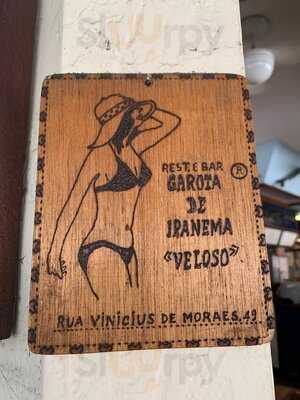 REST. E BAR
GAROTA ®
DE
IPANEMA
«VELOSO»
RUA VINICIUS DE MORAES. 49